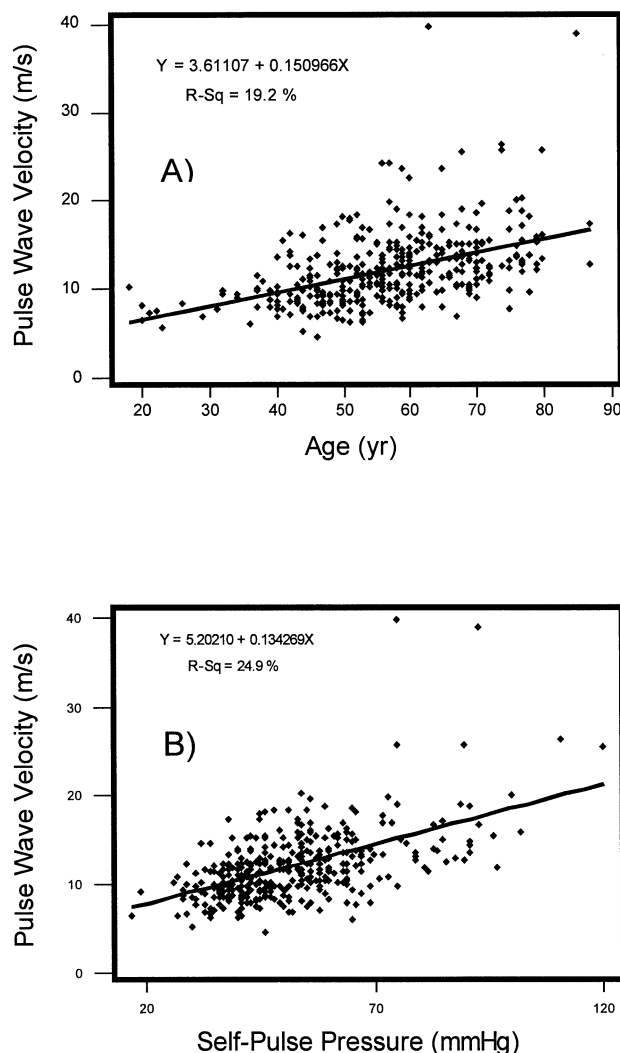 40
Y = 3.61107 + 0.150966X
R-Sq = 19.2 %
30
A)
20
10
0
Pulse Wave Velocity (m/s)
20 30 40 50 60 70 80 90
Age (yr)
40
Y = 5.20210 + 0.134269X
R-Sq = 24.9 %
30
B)
20
10
0
Pulse Wave Velocity (m/s)
20 70 120
Self-Pulse Pressure (mmHg)